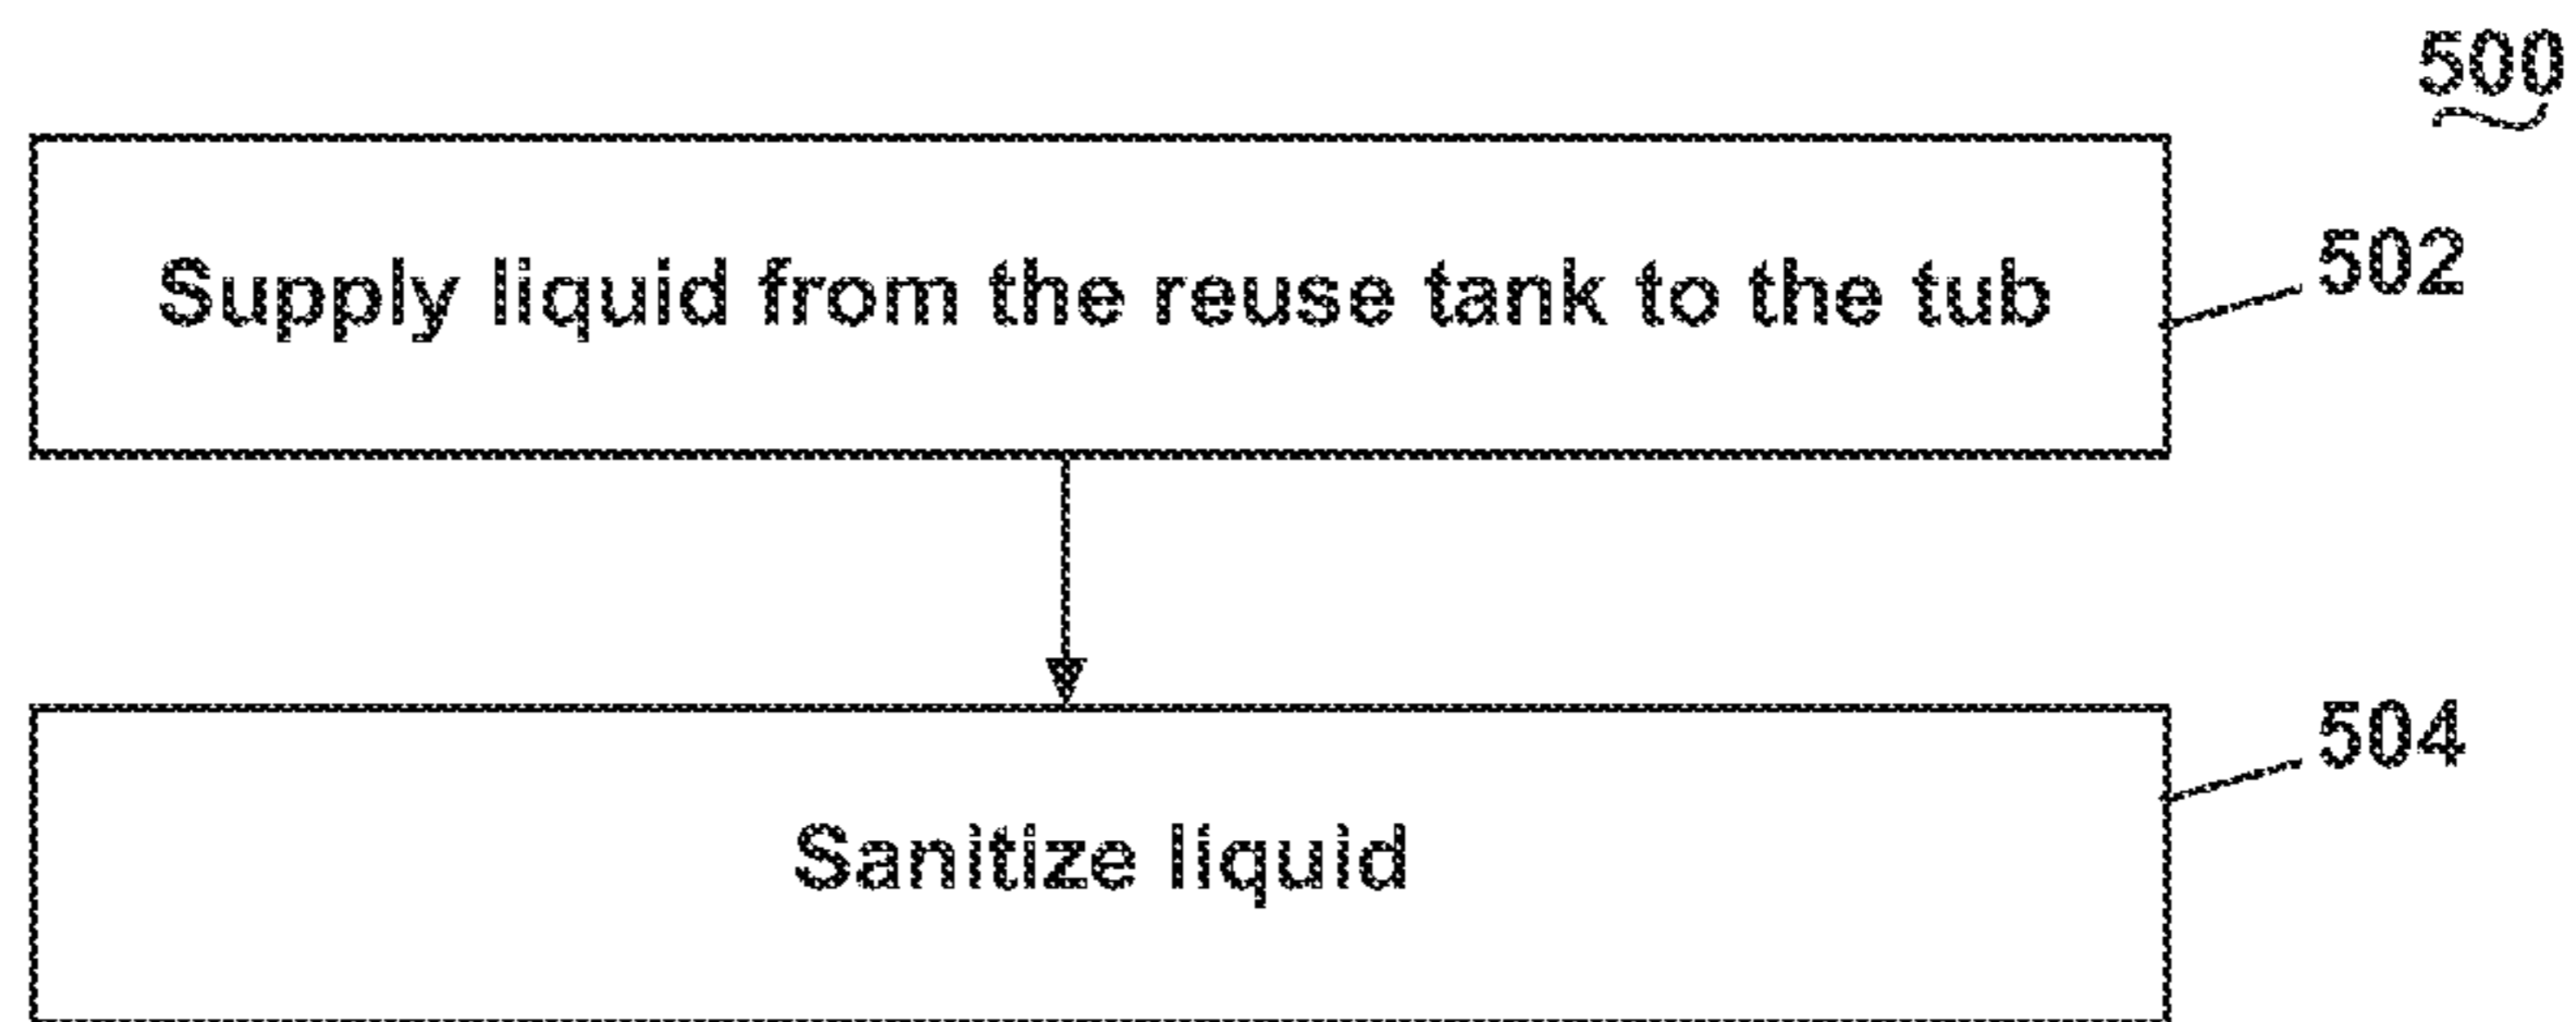 500
Supply liquid from the reuse tank to the tub
502
504
Sanitize liquid